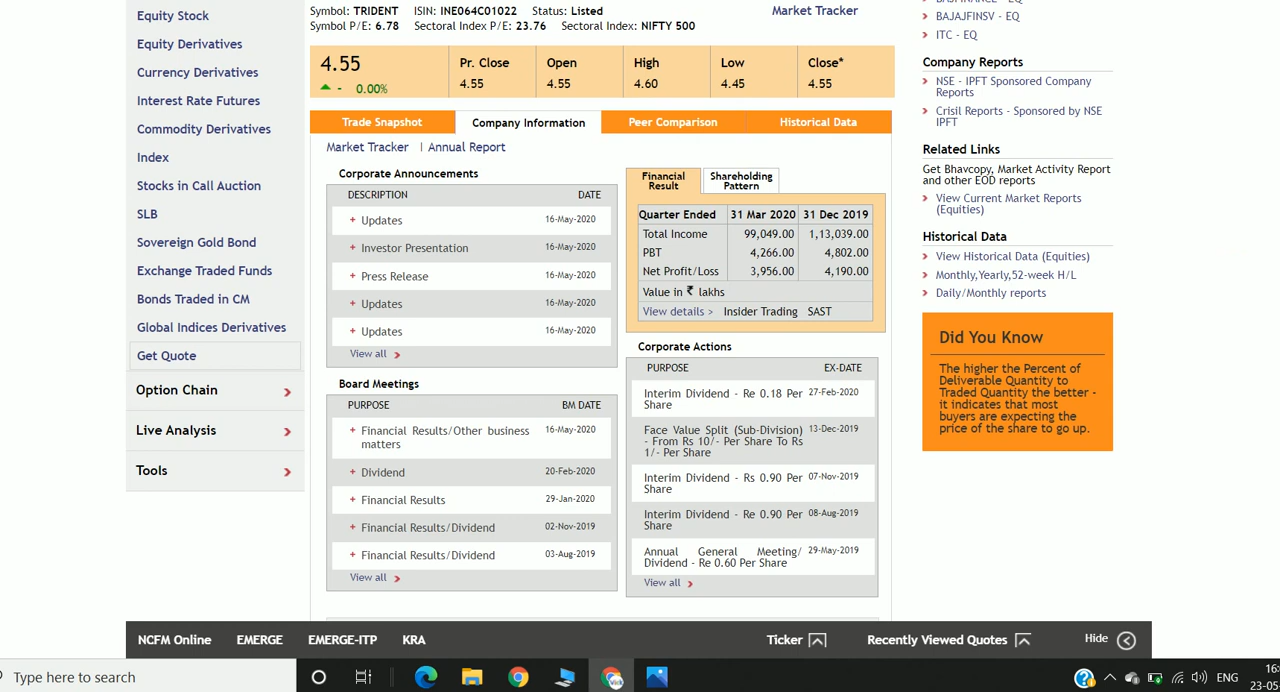 Symbol: TRIDENT ISIN: INE064C01022 Status: Listed
Symbol P/E: 6.78 Sectoral Index P/E: 23.76 Sectoral Index: NIFTY 500
Market Tracker
4.55
- 0.00%
Pr. Close
4.55
Open
4.55
High
4.60
Low
4.45
Close*
4.55
Equity Stock
Equity Derivatives
Currency Derivatives
Interest Rate Futures
Commodity Derivatives
Index
Stocks in Call Auction
SLB
Sovereign Gold Bond
Exchange Traded Funds
Bonds Traded in CM
Global Indices Derivatives
Get Quote
Option Chain
Live Analysis
Tools
Trade Snapshot
Company Information
Peer Comparison
Historical Data
Market Tracker | Annual Report
Corporate Announcements
DESCRIPTION DATE
+ Updates 16-May-2020
+ Investor Presentation 16-May-2020
+ Press Release 16-May-2020
+ Updates 16-May-2020
+ Updates 16-May-2020
View all
Board Meetings
PURPOSE BM DATE
+ Financial Results/Other business 16-May-2020
matters
+ Dividend 20-Feb-2020
+ Financial Results 29-Jan-2020
+ Financial Results/Dividend 02-Nov-2019
+ Financial Results/Dividend 03-Aug-2019
View all
Financial
Result
Shareholding
Pattern
Quarter Ended 31 Mar 2020 31 Dec 2019
Total Income 99,049.00 1,13,039.00
PBT 4,266.00 4,802.00
Net Profit/Loss 3,956.00 4,190.00
Value in ₹ lakhs
View details > Insider Trading SAST
Corporate Actions
PURPOSE EX-DATE
Interim Dividend - Re 0.18 Per 27-Feb-2020
Share
Face Value Split (Sub-Division) 13-Dec-2019
- From Rs 10/- Per Share To Rs
1/- Per Share
Interim Dividend - Rs 0.90 Per 07-Nov-2019
Share
Interim Dividend - Re 0.90 Per 08-Aug-2019
Share
Annual General Meeting/ 29-May-2019
Dividend - Re 0.60 Per Share
View all
BAJAJFINSV - EQ
ITC - EQ
Company Reports
NSE - IPFT Sponsored Company
Reports
Crisil Reports - Sponsored by NSE
IPFT
Related Links
Get Bhavcopy, Market Activity Report
and other EOD reports
View Current Market Reports
(Equities)
Historical Data
View Historical Data (Equities)
Monthly,Yearly,52-week H/L
Daily/Monthly reports
Did You Know
The higher the Percent of
Deliverable Quantity to
Traded Quantity the better -
it indicates that most
buyers are expecting the
price of the share to go up.
NCFM Online EMERGE EMERGE-ITP KRA Ticker Recently Viewed Quotes Hide
Type here to search
ENG
16:
23-05